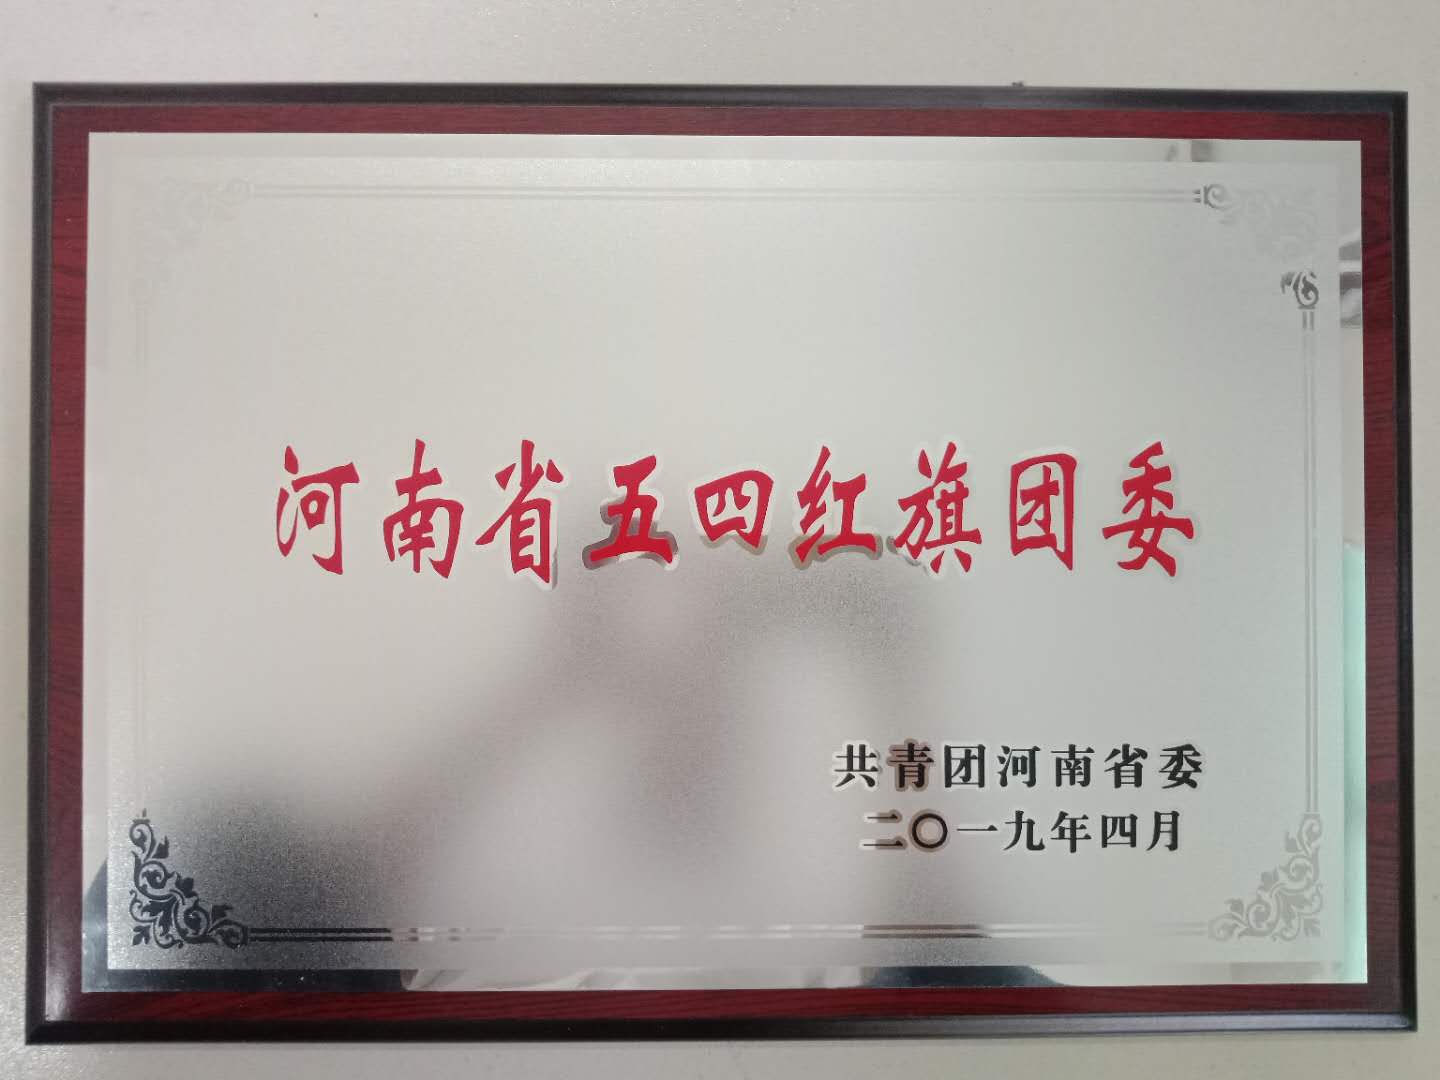 河南省五四红旗团委
共青团河南省委
二〇一九年四月